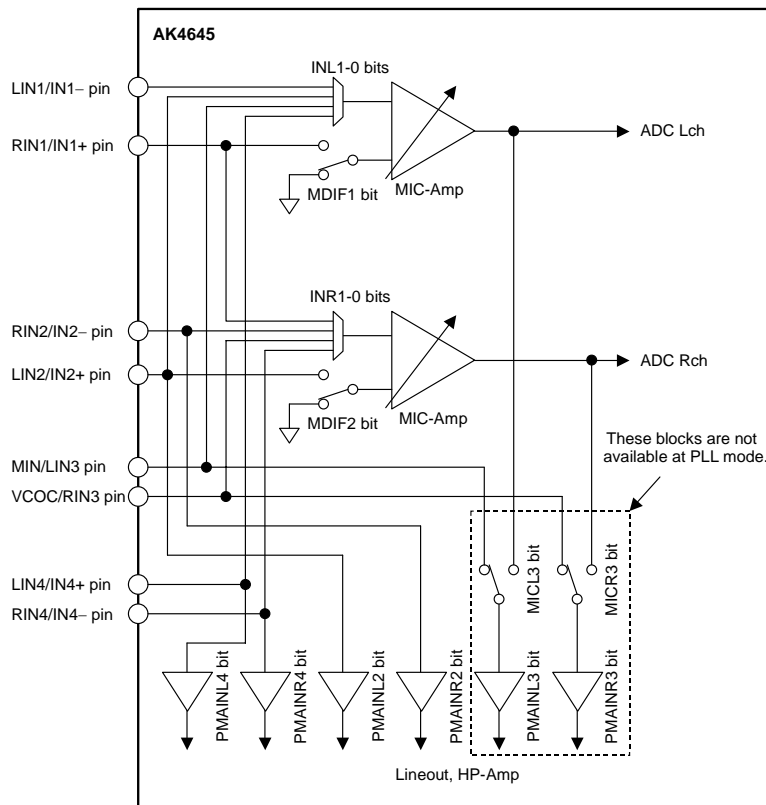 AK4645
INL1-0 bits
LIN1/IN1− pin
ADC Lch
RIN1/IN1+ pin
MDIF1 bit
MIC-Amp
INR1-0 bits
RIN2/IN2− pin
ADC Rch
LIN2/IN2+ pin
MDIF2 bit
MIC-Amp
These blocks are not
available at PLL mode.
MIN/LIN3 pin
VCOC/RIN3 pin
MICL3 bit
MICR3 bit
LIN4/IN4+ pin
RIN4/IN4− pin
PMAINL4 bit
PMAINR4 bit
PMAINL2 bit
PMAINR2 bit
PMAINL3 bit
PMAINR3 bit
Lineout, HP-Amp